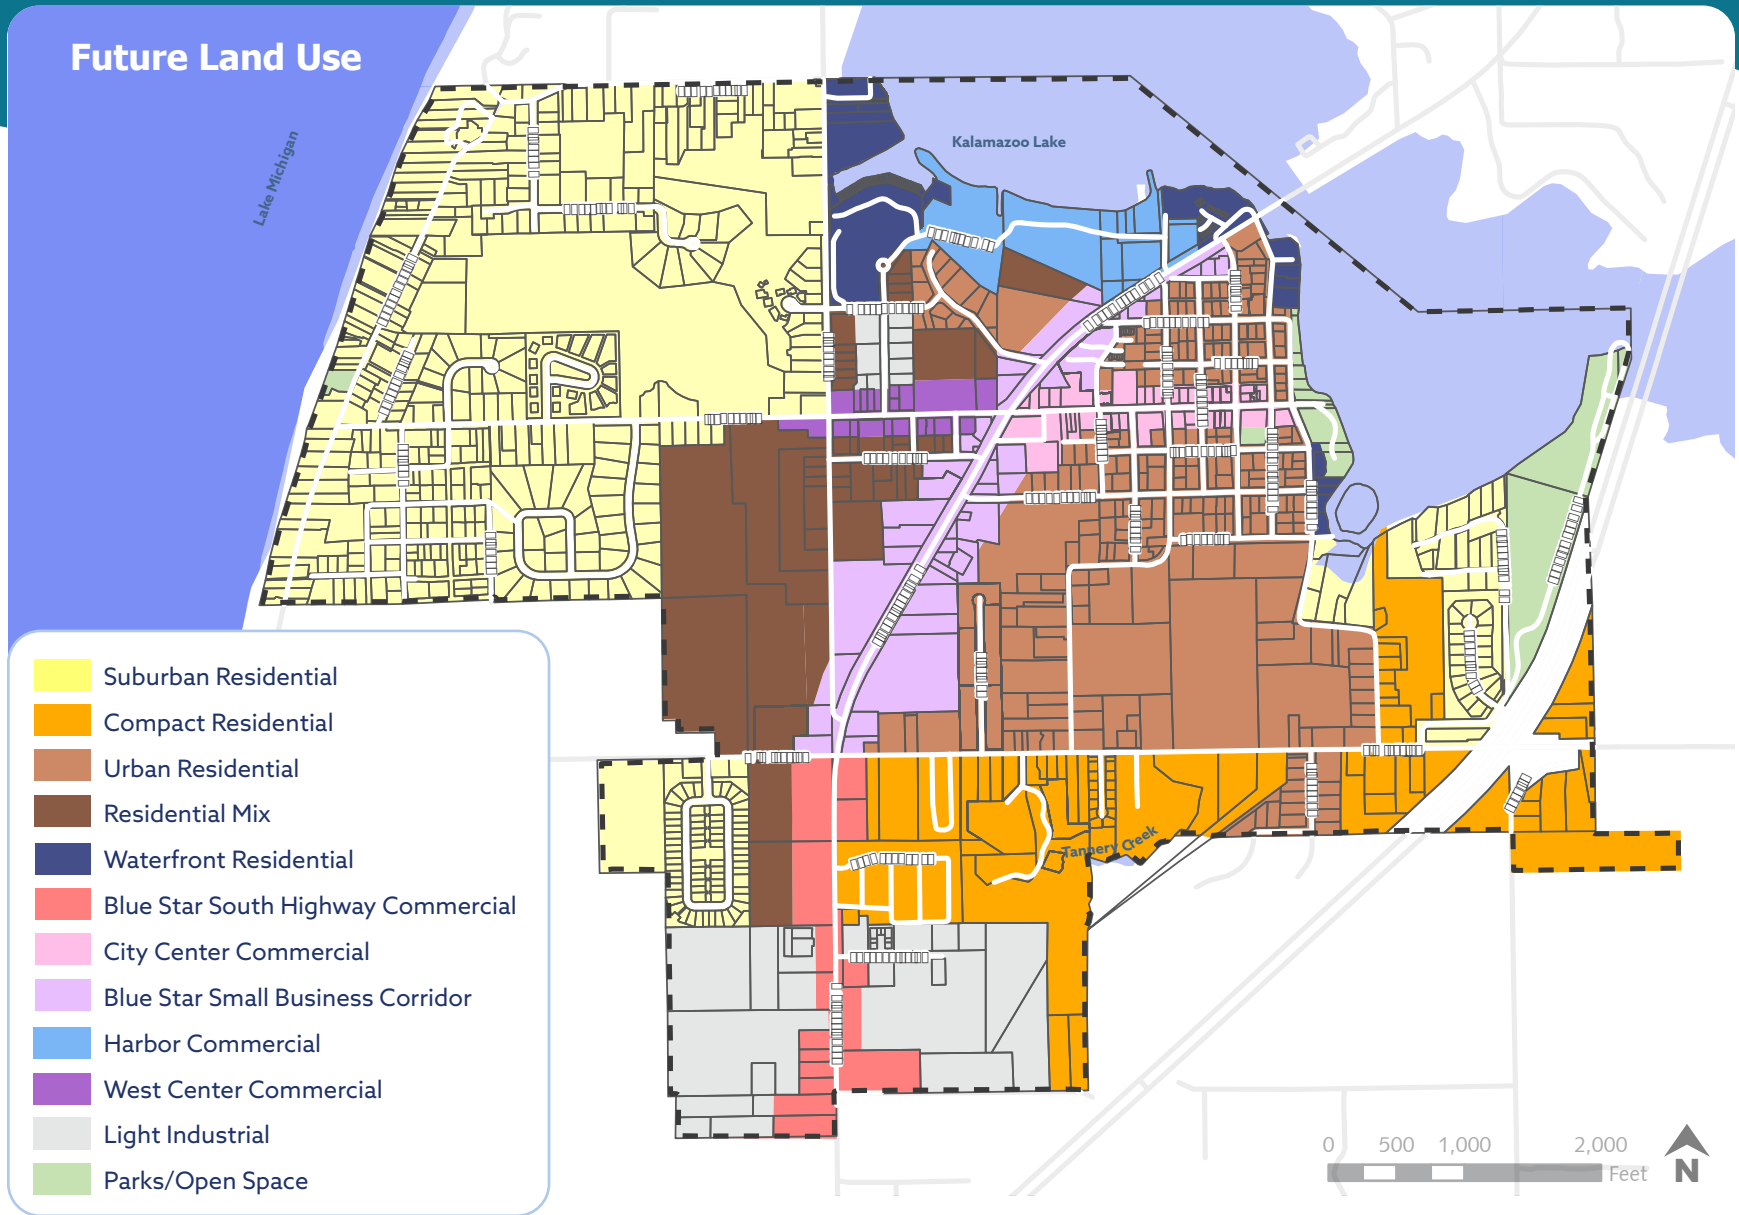 Future Land Use
Lake Michigan
Kalamazoo Lake
Tannery Creek
Suburban Residential
Compact Residential
Urban Residential
Residential Mix
Waterfront Residential
Blue Star South Highway Commercial
City Center Commercial
Blue Star Small Business Corridor
Harbor Commercial
West Center Commercial
Light Industrial
Parks/Open Space
0 500 1,000 2,000
Feet
N